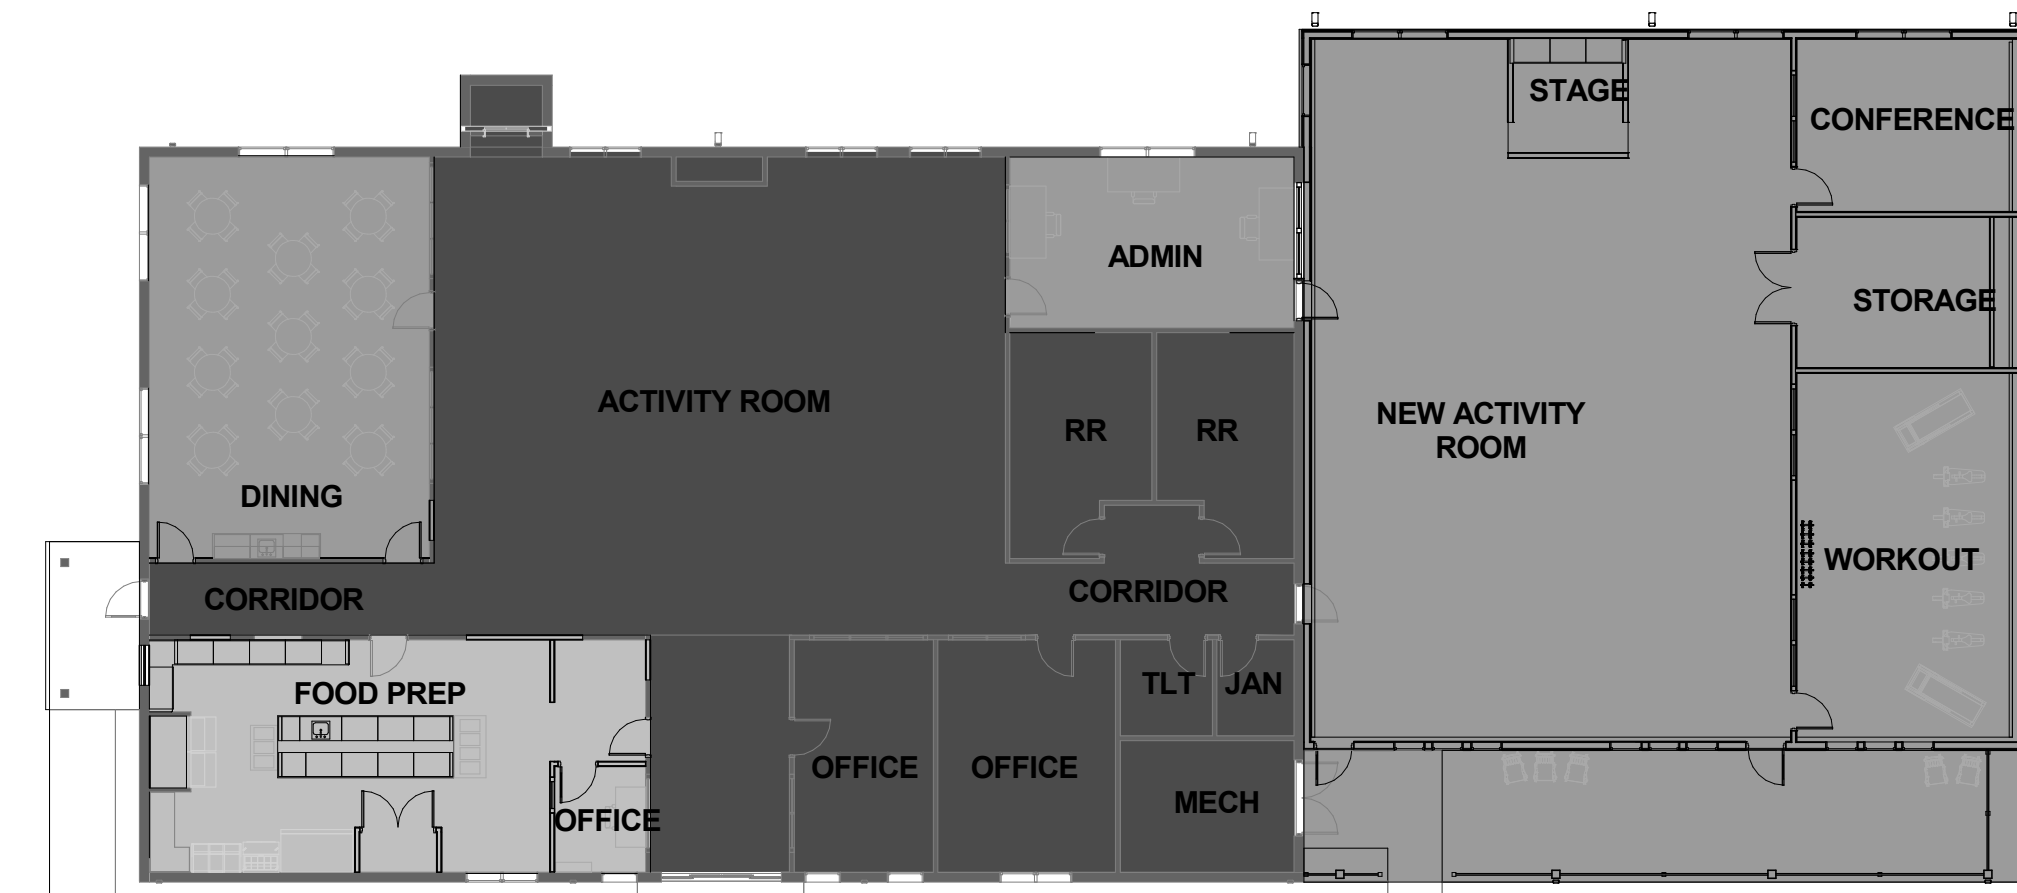 STAGE
CONFERENCE
ADMIN
STORAGE
ACTIVITY ROOM
RR
RR
NEW ACTIVITY
ROOM
DINING
WORKOUT
CORRIDOR
CORRIDOR
FOOD PREP
TLT
JAN
OFFICE
OFFICE
OFFICE
MECH